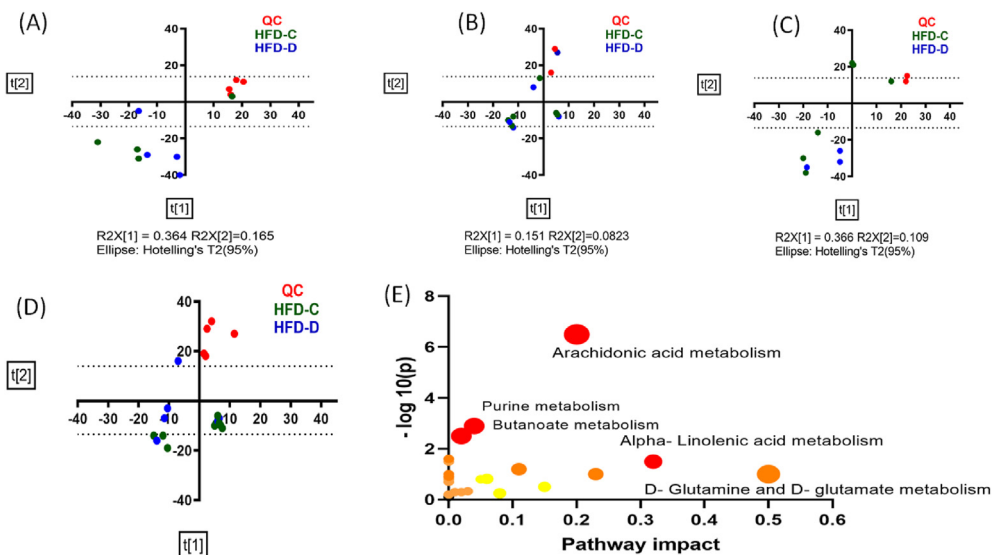 (A)
QC
HFD-C
HFD-D
t[2]
40
20
-40 -30 -20 -10 10 20 30 40
-20
-40
t[1]
R2X[1] = 0.364 R2X[2]=0.165
Ellipse: Hotelling's T2(95%)
(B)
QC
HFD-C
HFD-D
t[2]
40
20
-40 -30 -20 -10 10 20 30 40
-20
-40
t[1]
R2X[1] = 0.151 R2X[2]=0.0823
Ellipse: Hotelling's T2(95%)
(C)
QC
HFD-C
HFD-D
t[2]
40
20
-40 -30 -20 -10 10 20 30 40
-20
-40
t[1]
R2X[1] = 0.366 R2X[2]=0.109
Ellipse: Hotelling's T2(95%)
(D)
QC
HFD-C
HFD-D
t[2]
40
20
-40 -30 -20 -10 10 20 30 40
-20
-40
t[1]
(E)
- log 10(p)
8
6
4
2
0
Arachidonic acid metabolism
Purine metabolism
Butanoate metabolism
Alpha- Linolenic acid metabolism
D- Glutamine and D- glutamate metabolism
0.0 0.1 0.2 0.3 0.4 0.5 0.6
Pathway impact